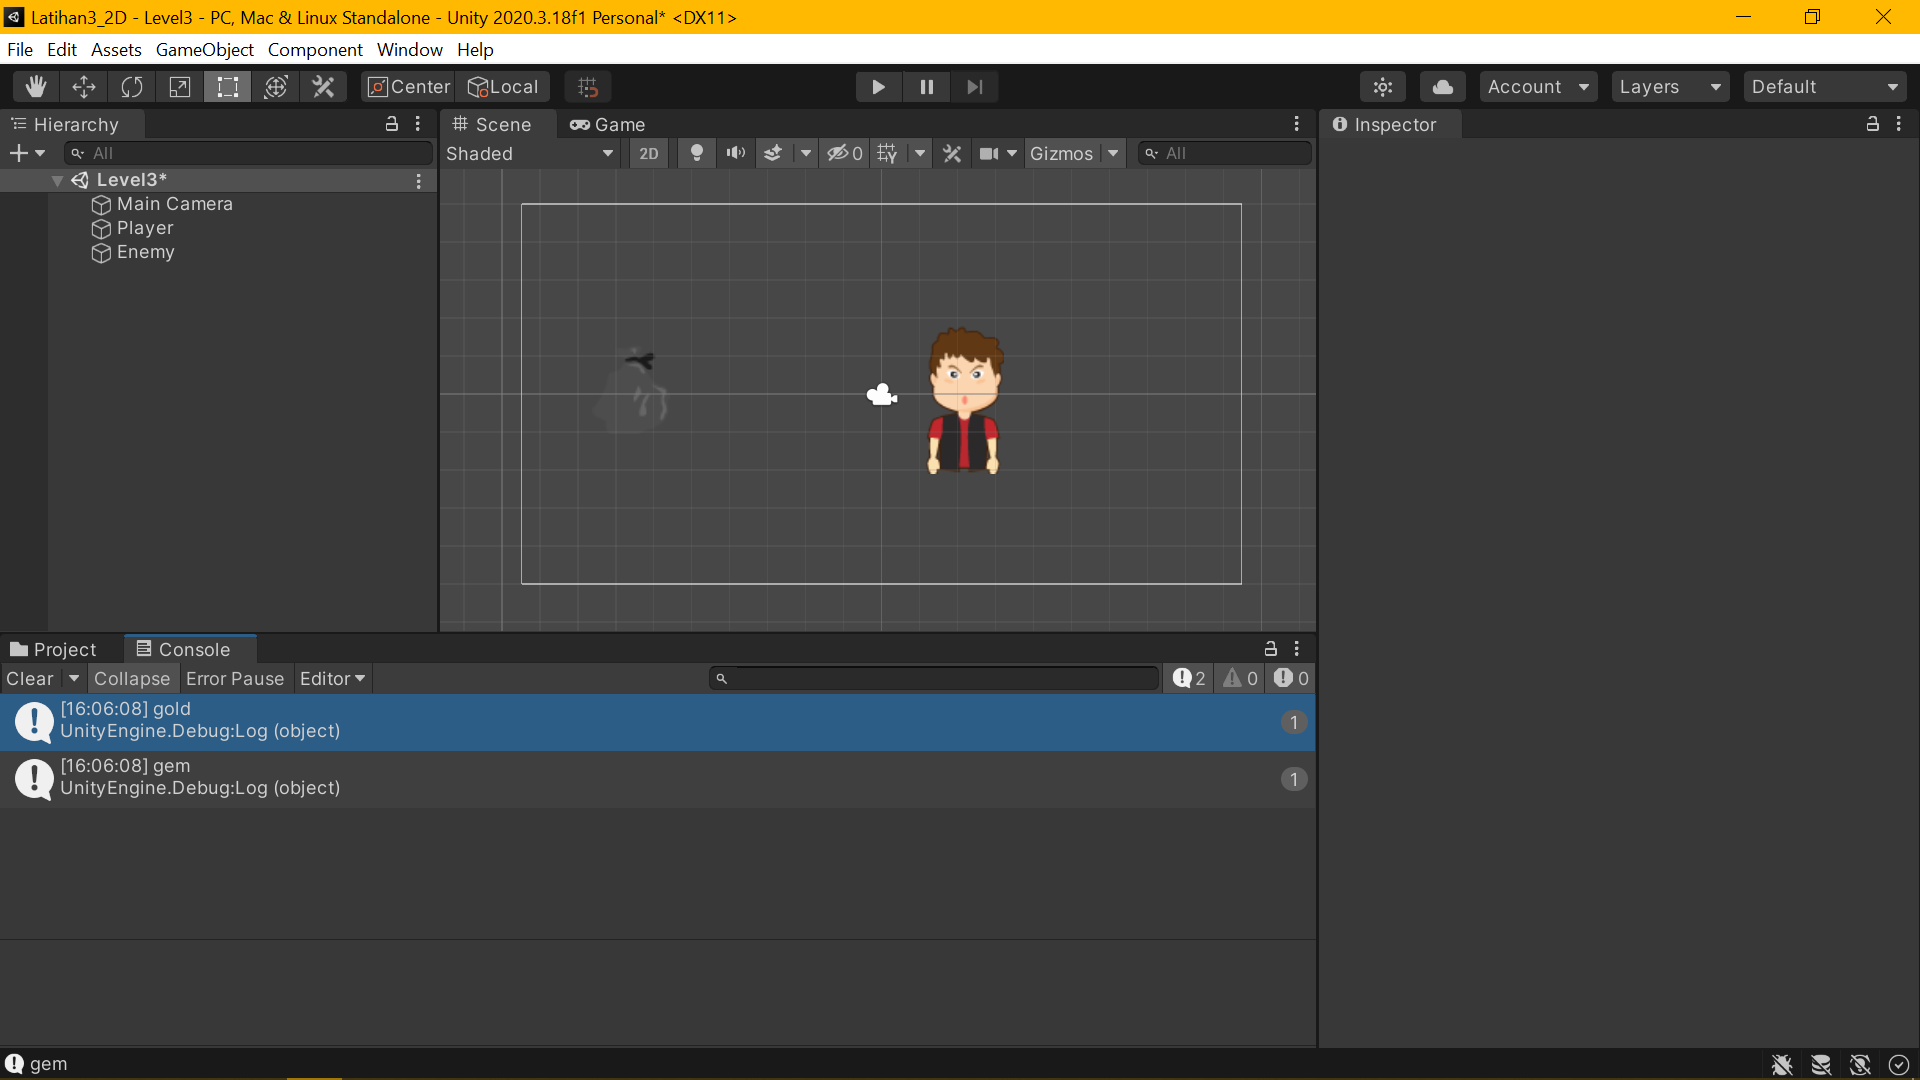 Latihan3_2D - Level3 - PC, Mac & Linux Standalone - Unity 2020.3.18f1 Personal* <DX11>
File Edit Assets GameObject Component Window Help
Center Local Account Layers Default
Hierarchy
All
Level3*
Main Camera
Player
Enemy
Scene Game
Shaded 2D 0 Gizmos All
Inspector
Project Console
Clear Collapse Error Pause Editor 2 0 0
[16:06:08] gold
UnityEngine.Debug:Log (object)
1
[16:06:08] gem
UnityEngine.Debug:Log (object)
1
gem